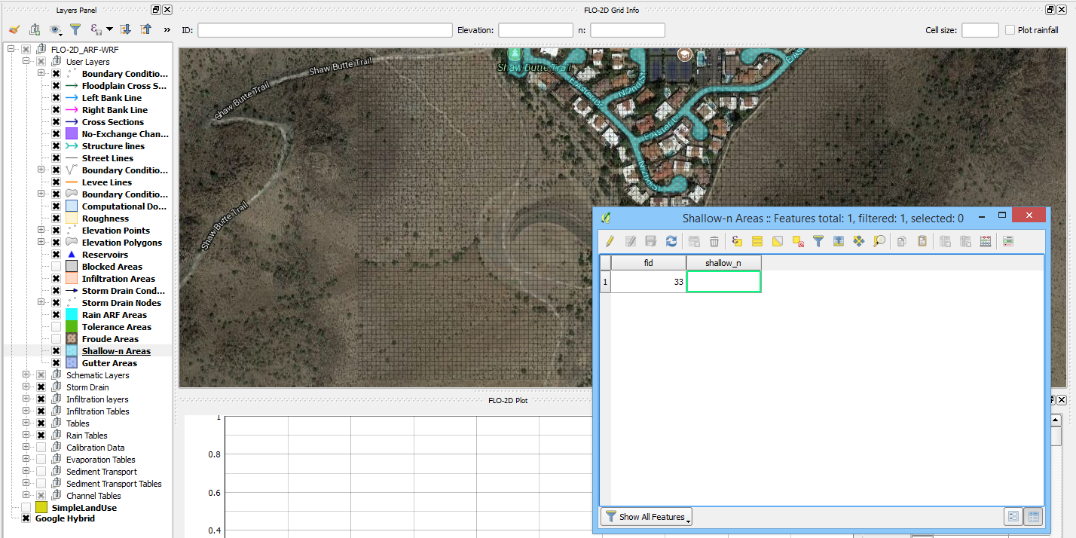 Layers Panel
FLO-2D Grid Info
ID:
Elevation:
n:
Cell size:
Plot rainfall
FLO-2D_ARF-WRF
User Layers
Boundary Conditio...
Floodplain Cross S...
Left Bank Line
Right Bank Line
Cross Sections
No-Exchange Chan...
Structure lines
Street Lines
Boundary Conditio...
Levee Lines
Boundary Conditio...
Computational Do...
Roughness
Elevation Points
Elevation Polygons
Reservoirs
Blocked Areas
Infiltration Areas
Storm Drain Cond...
Storm Drain Nodes
Rain ARF Areas
Tolerance Areas
Froude Areas
Shallow-n Areas
Gutter Areas
Schematic Layers
Storm Drain
Infiltration layers
Infiltration Tables
Tables
Rain Tables
Calibration Data
Evaporation Tables
Sediment Transport
Sediment Transport Tables
Channel Tables
SimpleLandUse
Google Hybrid
Shaw Butte Trail
Shaw Butte Trail
Shaw Butte Trail
Shaw Butte Trail
Shallow-n Areas :: Features total: 1, filtered: 1, selected: 0
fid
shallow_n
1
33
Show All Features
FLO-2D Plot
1
0.8
0.6
0.4